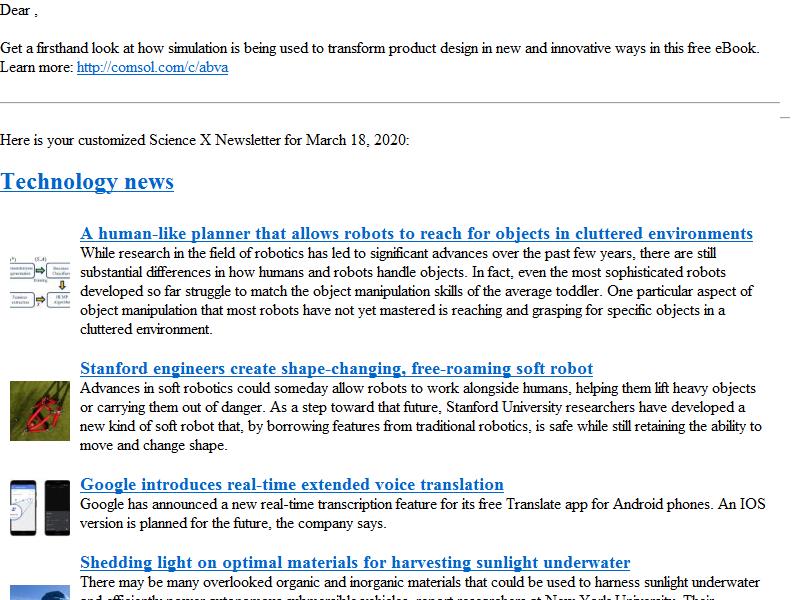 Dear ,
Get a firsthand look at how simulation is being used to transform product design in new and innovative ways in this free eBook.
Learn more: http://comsol.com/c/abva
Here is your customized Science X Newsletter for March 18, 2020:
Technology news
A human-like planner that allows robots to reach for objects in cluttered environments
While research in the field of robotics has led to significant advances over the past few years, there are still
substantial differences in how humans and robots handle objects. In fact, even the most sophisticated robots
developed so far struggle to match the object manipulation skills of the average toddler. One particular aspect of
object manipulation that most robots have not yet mastered is reaching and grasping for specific objects in a
cluttered environment.
Stanford engineers create shape-changing, free-roaming soft robot
Advances in soft robotics could someday allow robots to work alongside humans, helping them lift heavy objects
or carrying them out of danger. As a step toward that future, Stanford University researchers have developed a
new kind of soft robot that, by borrowing features from traditional robotics, is safe while still retaining the ability to
move and change shape.
Google introduces real-time extended voice translation
Google has announced a new real-time transcription feature for its free Translate app for Android phones. An IOS
version is planned for the future, the company says.
Shedding light on optimal materials for harvesting sunlight underwater
There may be many overlooked organic and inorganic materials that could be used to harness sunlight underwater
and efficiently power autonomous submersible vehicles, report researchers at New York University. Their